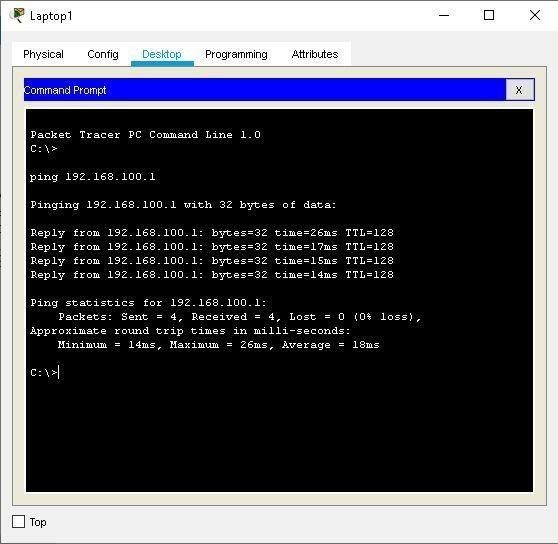 Laptop1
Physical Config Desktop Programming Attributes
Command Prompt X
Packet Tracer PC Command Line 1.0
C:\>
ping 192.168.100.1
Pinging 192.168.100.1 with 32 bytes of data:
Reply from 192.168.100.1: bytes=32 time=26ms TTL=128
Reply from 192.168.100.1: bytes=32 time=17ms TTL=128
Reply from 192.168.100.1: bytes=32 time=15ms TTL=128
Reply from 192.168.100.1: bytes=32 time=14ms TTL=128
Ping statistics for 192.168.100.1:
Packets: Sent = 4, Received = 4, Lost = 0 (0% loss),
Approximate round trip times in milli-seconds:
Minimum = 14ms, Maximum = 26ms, Average = 18ms
C:\>
Top